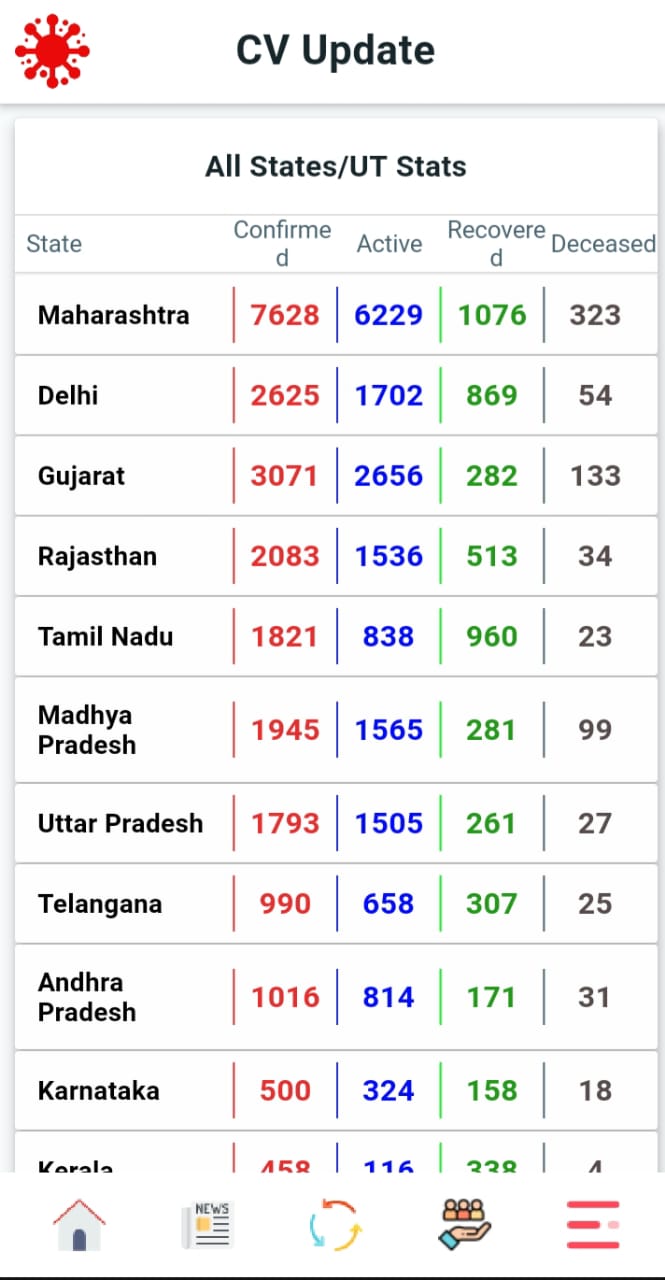 CV Update
All States/UT Stats
State Confirme Active Recovere Deceased
d d
Maharashtra 7628 6229 1076 323
Delhi 2625 1702 869 54
Gujarat 3071 2656 282 133
Rajasthan 2083 1536 513 34
Tamil Nadu 1821 838 960 23
Madhya
Pradesh 1945 1565 281 99
Uttar Pradesh 1793 1505 261 27
Telangana 990 658 307 25
Andhra
Pradesh 1016 814 171 31
Karnataka 500 324 158 18
Kerala 458 116 338 4
NEWS